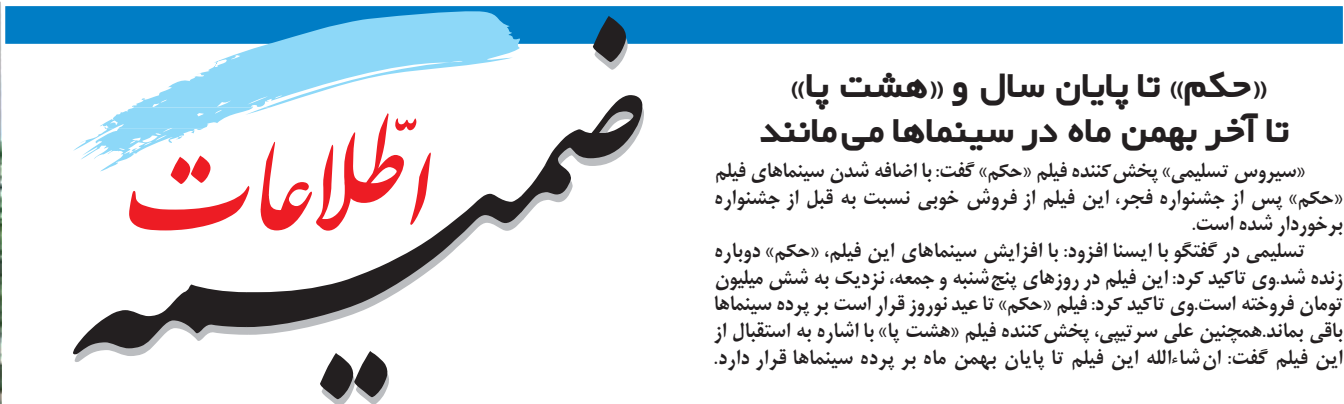 ضمیمه
اطّلاعات
«حکم» تا پایان سال و «هشت پا»
تا آخر بهمن ماه در سینماها می‌مانند
«سیروس تسلیمی» پخش‌کننده فیلم «حکم» گفت: با اضافه شدن سینماهای فیلم
«حکم» پس از جشنواره فجر، این فیلم از فروش خوبی نسبت به قبل از جشنواره
برخوردار شده است.
تسلیمی در گفتگو با ایسنا افزود: با افزایش سینماهای این فیلم، «حکم» دوباره
زنده شد.وی تاکید کرد: این فیلم در روزهای پنج‌شنبه و جمعه، نزدیک به شش میلیون
تومان فروخته است.وی تاکید کرد: فیلم «حکم» تا عید نوروز قرار است بر پرده سینماها
باقی بماند.همچنین علی سرتیپی، پخش‌کننده فیلم «هشت پا» با اشاره به استقبال از
این فیلم گفت: ان‌شاءالله این فیلم تا پایان بهمن ماه بر پرده سینماها قرار دارد.